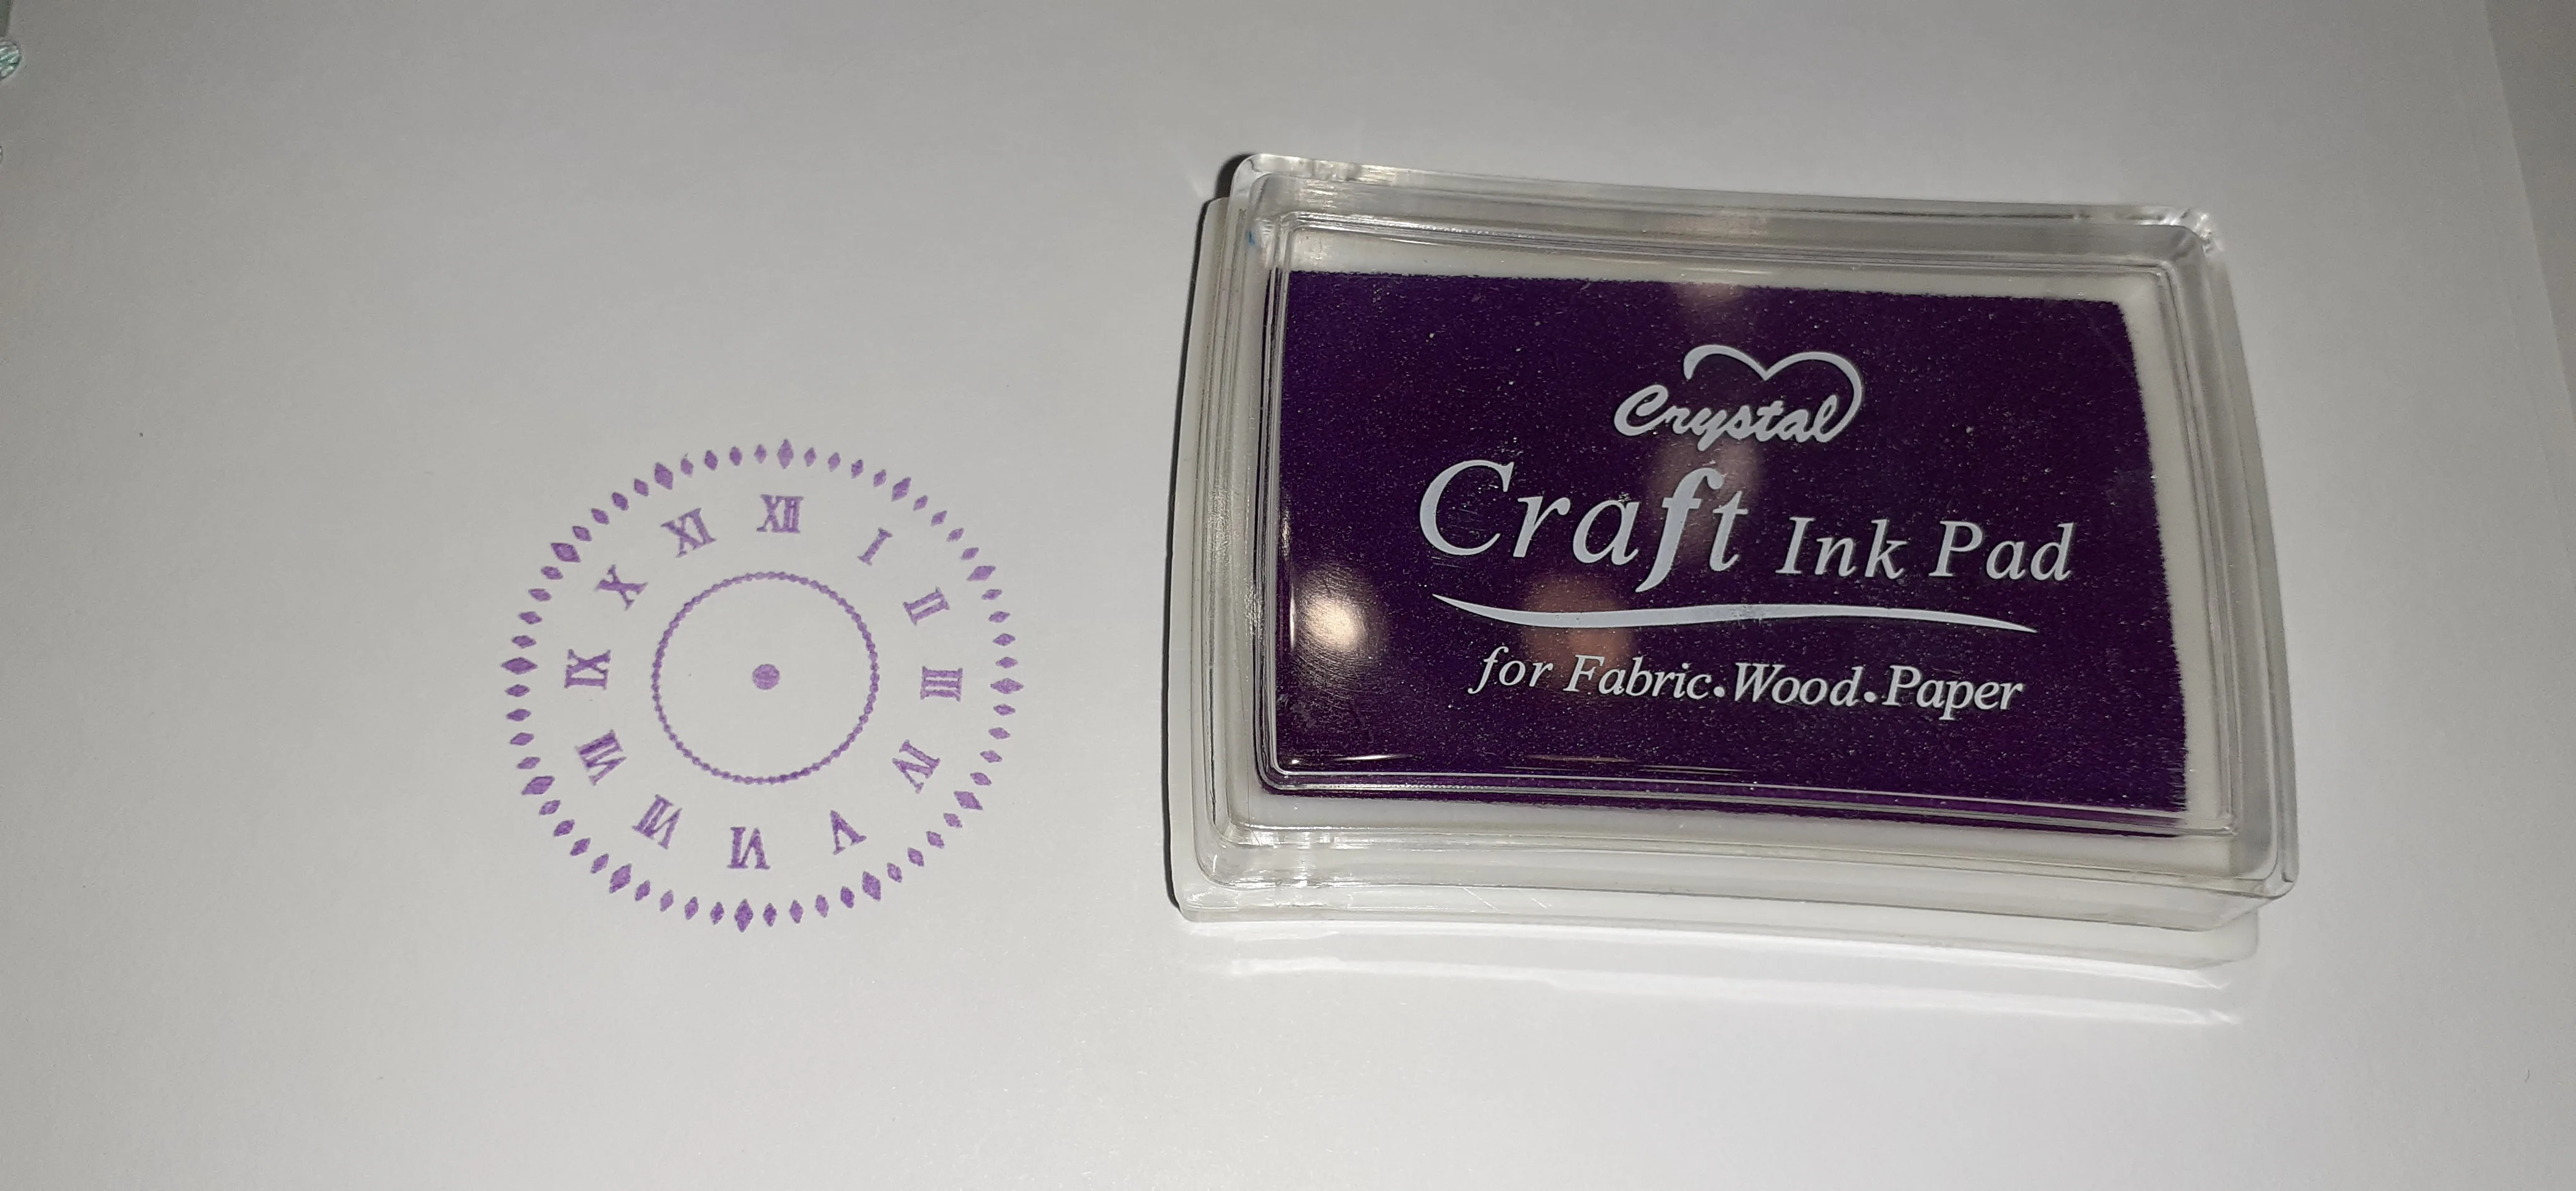 XII
I
II
III
IV
V
VI
VII
VIII
IX
X
XI
Crystal
Craft Ink Pad
for Fabric.Wood.Paper